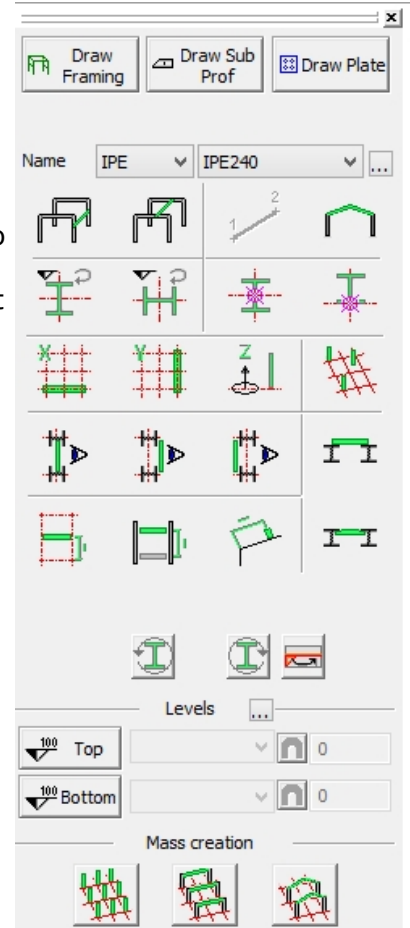 Draw Framing
Draw Sub Prof
Draw Plate
Name IPE IPE240 ...
1 2
X Y Z
Levels ...
100 Top 0
100 Bottom 0
Mass creation